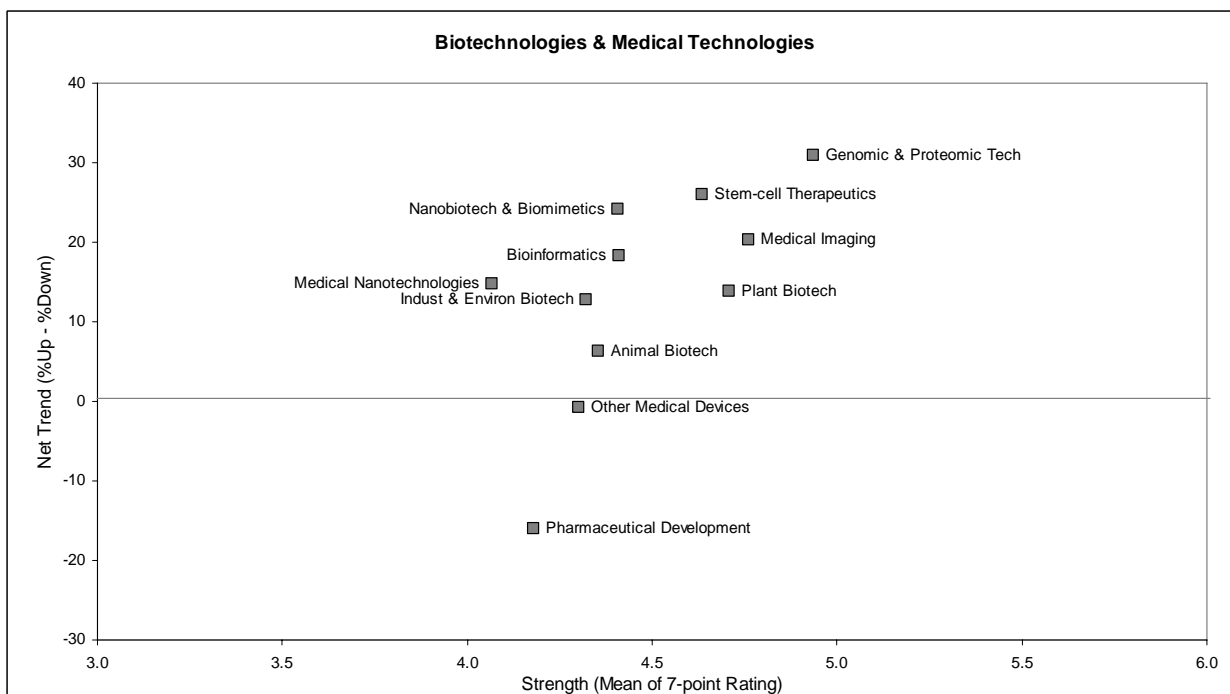 Biotechnologies & Medical Technologies
40
30
20
10
0
-10
-20
-30
Net Trend (%Up - %Down)
Genomic & Proteomic Tech
Stem-cell Therapeutics
Nanobiotech & Biomimetics
Medical Imaging
Bioinformatics
Medical Nanotechnologies
Plant Biotech
Indust & Environ Biotech
Animal Biotech
Other Medical Devices
Pharmaceutical Development
3.0 3.5 4.0 4.5 5.0 5.5 6.0
Strength (Mean of 7-point Rating)